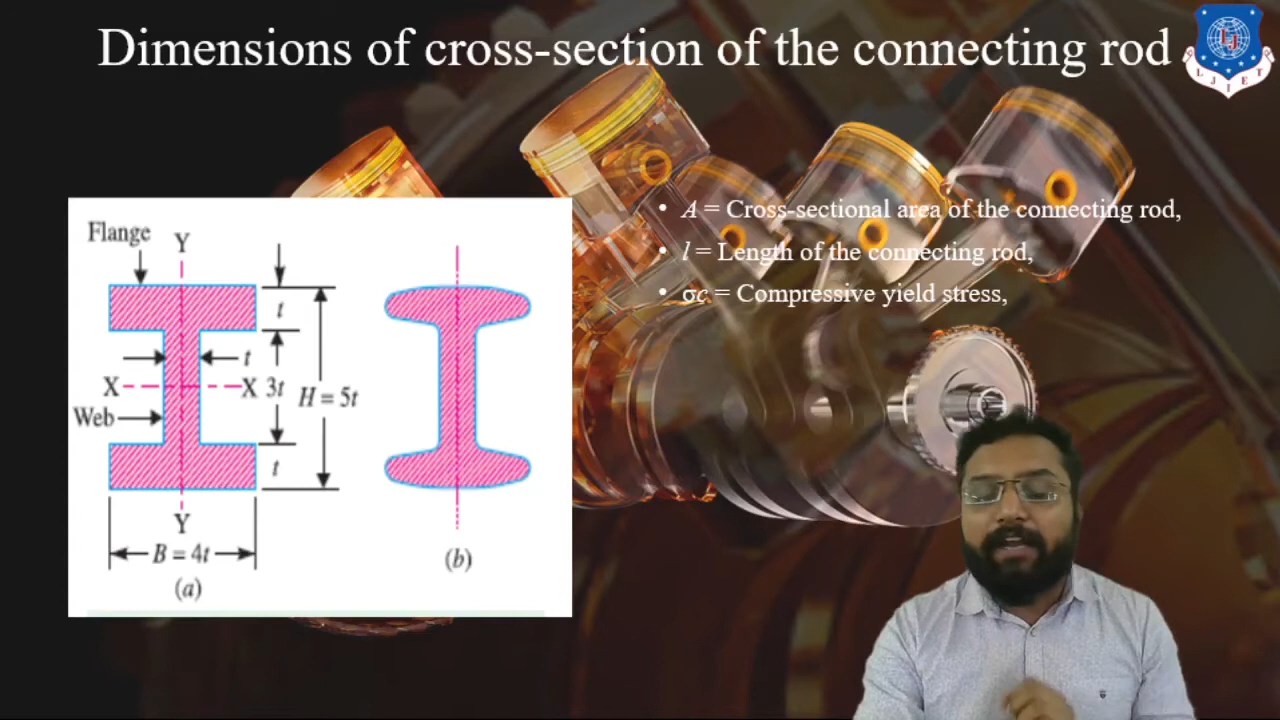 Dimensions of cross-section of the connecting rod
L J I E T
• A = Cross-sectional area of the connecting rod,
• l = Length of the connecting rod,
• σc = Compressive yield stress,
Flange
Y
t
t
X X 3t H = 5t
Web
t
Y
B = 4t
(a) (b)